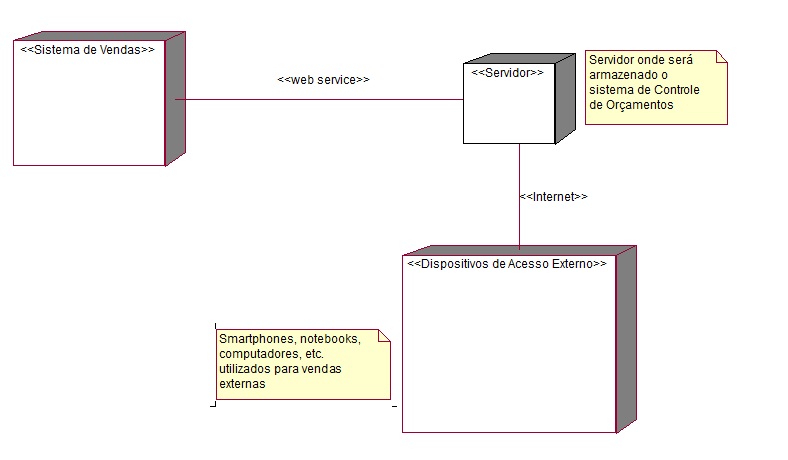 <<Sistema de Vendas>>
<<web service>>
<<Servidor>>
Servidor onde será
armazenado o
sistema de Controle
de Orçamentos
<<Internet>>
<<Dispositivos de Acesso Externo>>
Smartphones, notebooks,
computadores, etc.
utilizados para vendas
externas